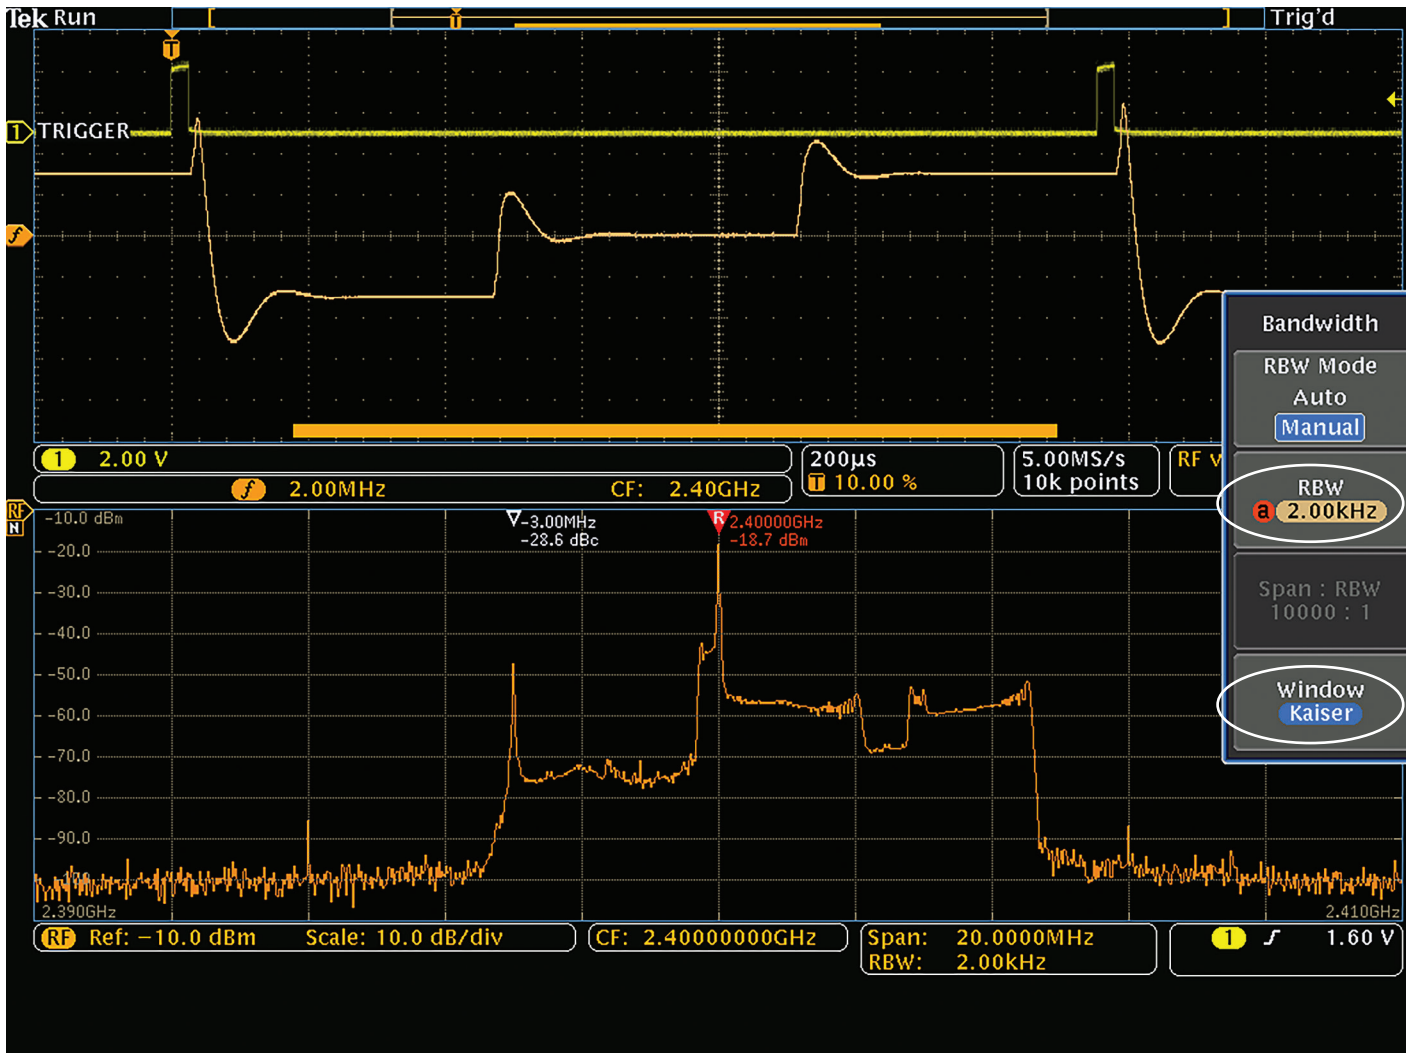 Tek Run
Trig'd
T
T
1
TRIGGER
f
Bandwidth
RBW Mode
Auto
Manual
RBW
a 2.00kHz
Span : RBW
10000 : 1
Window
Kaiser
1 2.00 V
f 2.00MHz CF: 2.40GHz
200µs
T 10.00 %
5.00MS/s
10k points
RF v
RF
N
-10.0 dBm
-20.0
-30.0
-40.0
-50.0
-60.0
-70.0
-80.0
-90.0
-3.00MHz
-28.6 dBc
R
2.40000GHz
-18.7 dBm
2.390GHz
2.410GHz
RF Ref: −10.0 dBm Scale: 10.0 dB/div
CF: 2.40000000GHz
Span: 20.0000MHz
RBW: 2.00kHz
1 1.60 V